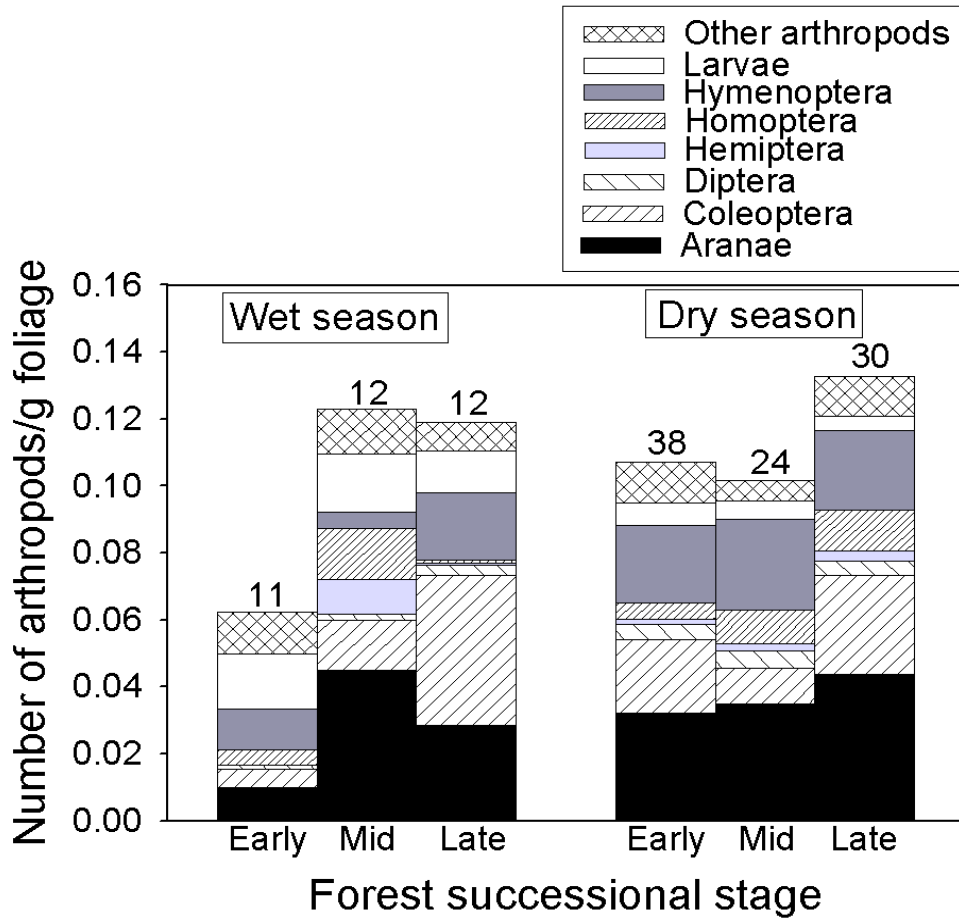 Other arthropods
Larvae
Hymenoptera
Homoptera
Hemiptera
Diptera
Coleoptera
Aranae
Number of arthropods/g foliage
0.16
0.14
0.12
0.10
0.08
0.06
0.04
0.02
0.00
Wet season
Dry season
11
12
12
38
24
30
Early Mid Late Early Mid Late
Forest successional stage